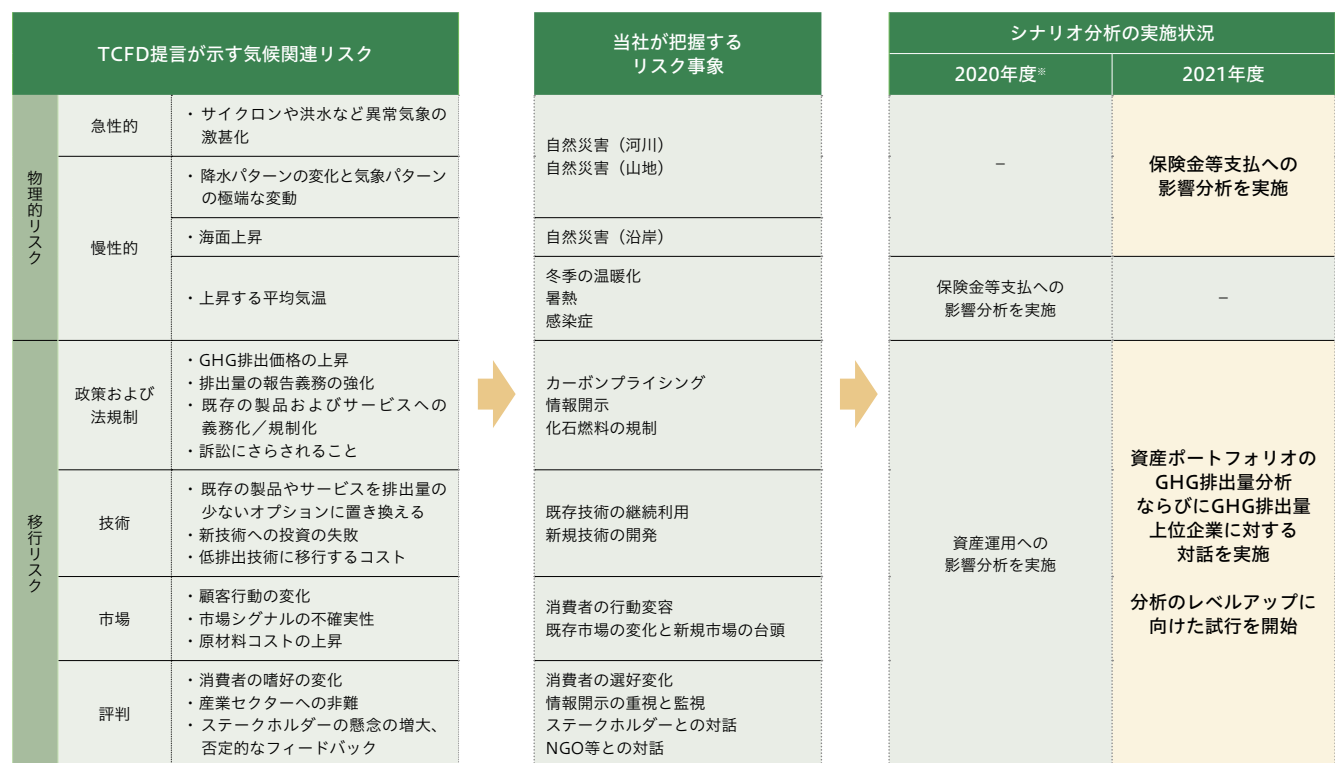 TCFD提言が示す気候関連リスク
当社が把握する
リスク事象
シナリオ分析の実施状況
2020年度※
2021年度
物理的リスク
急性的
・サイクロンや洪水など異常気象の
激甚化
慢性的
・降水パターンの変化と気象パターン
の極端な変動
・海面上昇
・上昇する平均気温
自然災害（河川）
自然災害（山地）
自然災害（沿岸）
冬季の温暖化
暑熱
感染症
–
保険金等支払への
影響分析を実施
保険金等支払への
影響分析を実施
–
移行リスク
政策および
法規制
・GHG排出価格の上昇
・排出量の報告義務の強化
・既存の製品およびサービスへの
義務化／規制化
・訴訟にさらされること
カーボンプライシング
情報開示
化石燃料の規制
技術
・既存の製品やサービスを排出量の
少ないオプションに置き換える
・新技術への投資の失敗
・低排出技術に移行するコスト
既存技術の継続利用
新規技術の開発
市場
・顧客行動の変化
・市場シグナルの不確実性
・原材料コストの上昇
消費者の行動変容
既存市場の変化と新規市場の台頭
評判
・消費者の嗜好の変化
・産業セクターへの非難
・ステークホルダーの懸念の増大、
否定的なフィードバック
消費者の選好変化
情報開示の重視と監視
ステークホルダーとの対話
NGO等との対話
資産運用への
影響分析を実施
資産ポートフォリオの
GHG排出量分析
ならびにGHG排出量
上位企業に対する
対話を実施
分析のレベルアップに
向けた試行を開始